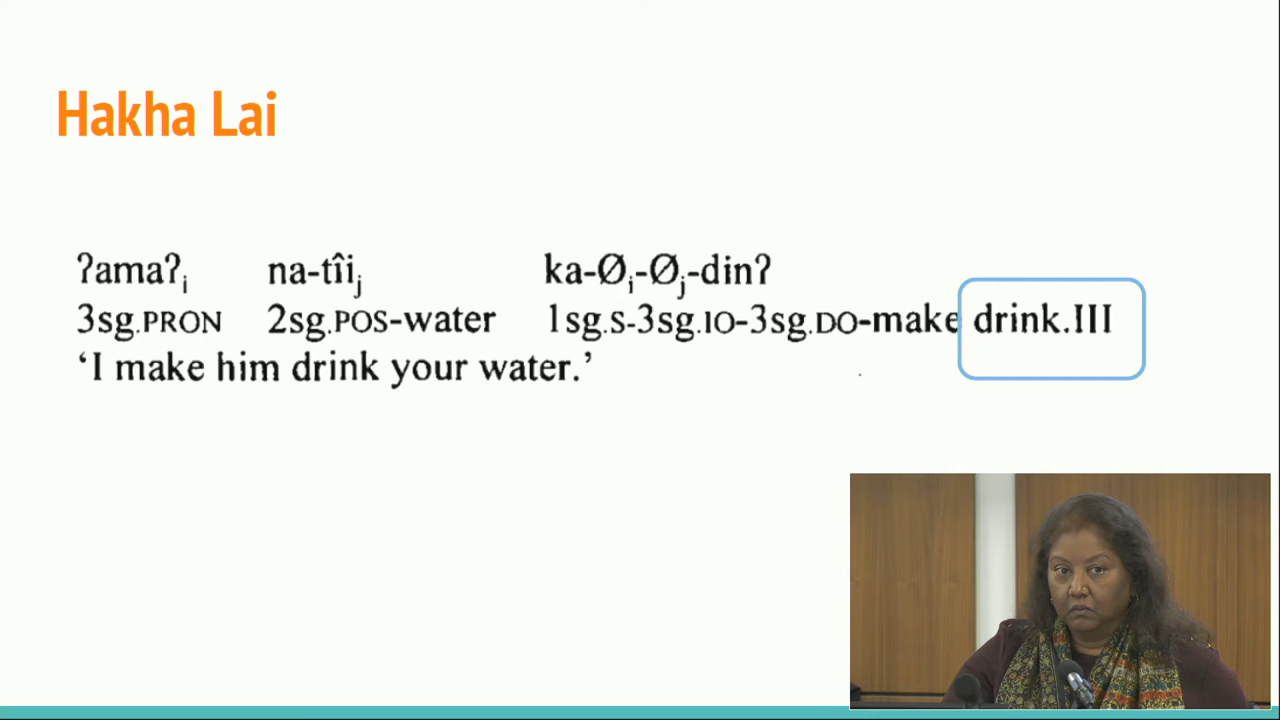 Hakha Lai
ʔamaʔᵢ na-tîiⱼ ka-Øᵢ-Øⱼ-dinʔ
3sg.PRON 2sg.POS-water 1sg.S-3sg.IO-3sg.DO-make drink.III
‘I make him drink your water.’